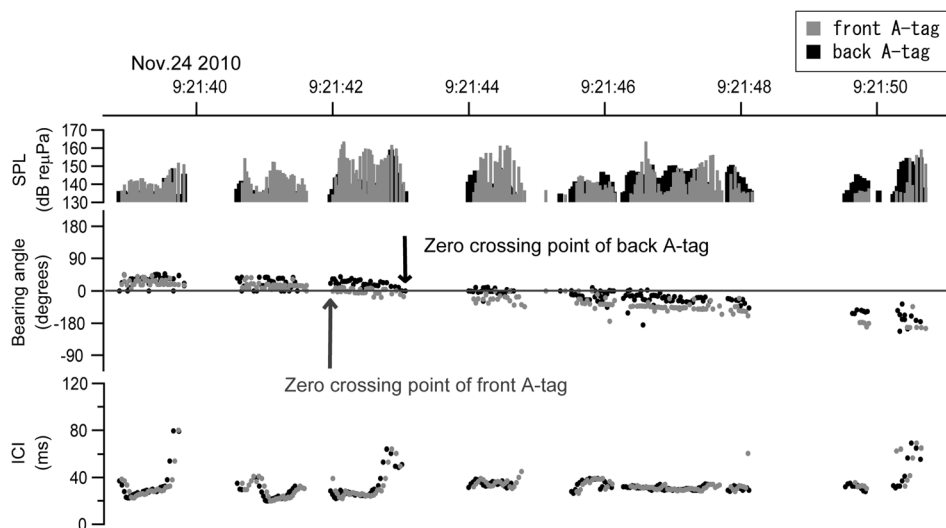 front A-tag
back A-tag
Nov.24 2010
9:21:40 9:21:42 9:21:44 9:21:46 9:21:48 9:21:50
SPL
(dB reμPa)
170
160
150
140
130
Bearing angle
(degrees)
180
90
0
-180
-90
Zero crossing point of back A-tag
Zero crossing point of front A-tag
ICI
(ms)
120
80
40
0